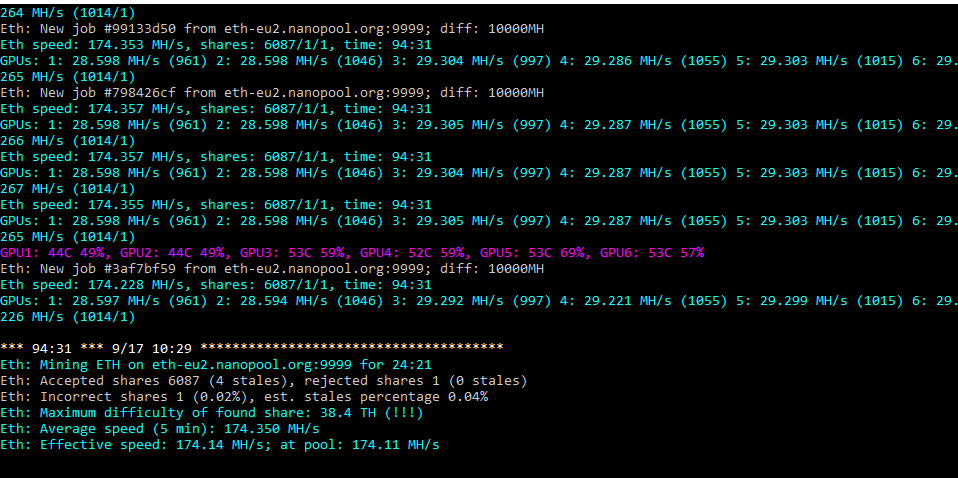 264 MH/s (1014/1)
Eth: New job #99133d50 from eth-eu2.nanopool.org:9999; diff: 10000MH
Eth speed: 174.353 MH/s, shares: 6087/1/1, time: 94:31
GPUs: 1: 28.598 MH/s (961) 2: 28.598 MH/s (1046) 3: 29.304 MH/s (997) 4: 29.286 MH/s (1055) 5: 29.303 MH/s (1015) 6: 29.
265 MH/s (1014/1)
Eth: New job #798426cf from eth-eu2.nanopool.org:9999; diff: 10000MH
Eth speed: 174.357 MH/s, shares: 6087/1/1, time: 94:31
GPUs: 1: 28.598 MH/s (961) 2: 28.598 MH/s (1046) 3: 29.305 MH/s (997) 4: 29.287 MH/s (1055) 5: 29.303 MH/s (1015) 6: 29.
266 MH/s (1014/1)
Eth speed: 174.357 MH/s, shares: 6087/1/1, time: 94:31
GPUs: 1: 28.598 MH/s (961) 2: 28.598 MH/s (1046) 3: 29.304 MH/s (997) 4: 29.287 MH/s (1055) 5: 29.303 MH/s (1015) 6: 29.
267 MH/s (1014/1)
Eth speed: 174.355 MH/s, shares: 6087/1/1, time: 94:31
GPUs: 1: 28.598 MH/s (961) 2: 28.598 MH/s (1046) 3: 29.305 MH/s (997) 4: 29.287 MH/s (1055) 5: 29.303 MH/s (1015) 6: 29.
265 MH/s (1014/1)
GPU1: 44C 49%, GPU2: 44C 49%, GPU3: 53C 59%, GPU4: 52C 59%, GPU5: 53C 69%, GPU6: 53C 57%
Eth: New job #3af7bf59 from eth-eu2.nanopool.org:9999; diff: 10000MH
Eth speed: 174.228 MH/s, shares: 6087/1/1, time: 94:31
GPUs: 1: 28.597 MH/s (961) 2: 28.594 MH/s (1046) 3: 29.292 MH/s (997) 4: 29.221 MH/s (1055) 5: 29.299 MH/s (1015) 6: 29.
226 MH/s (1014/1)
*** 94:31 *** 9/17 10:29 **************************************
Eth: Mining ETH on eth-eu2.nanopool.org:9999 for 24:21
Eth: Accepted shares 6087 (4 stales), rejected shares 1 (0 stales)
Eth: Incorrect shares 1 (0.02%), est. stales percentage 0.04%
Eth: Maximum difficulty of found share: 38.4 TH (!!!)
Eth: Average speed (5 min): 174.350 MH/s
Eth: Effective speed: 174.14 MH/s; at pool: 174.11 MH/s